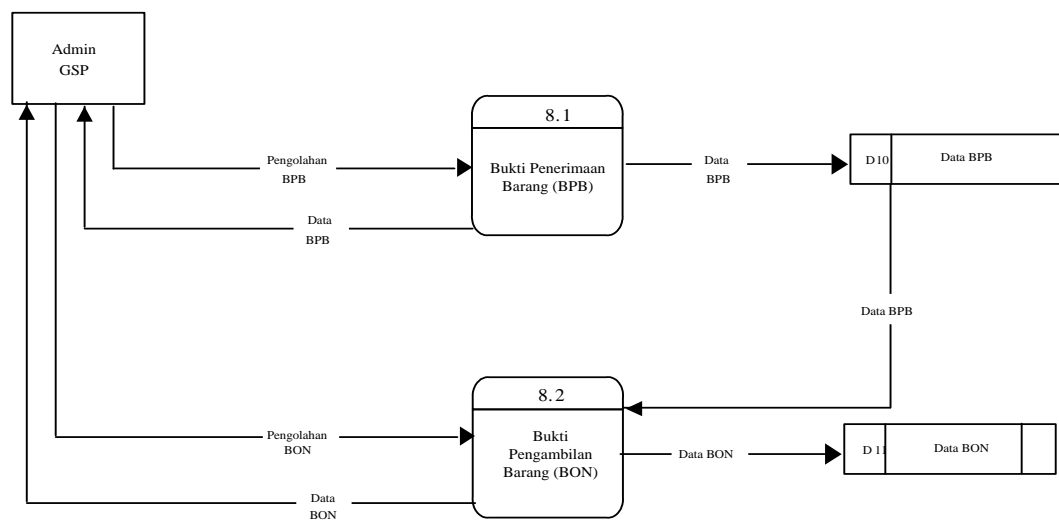 Admin
GSP
8.1
Bukti Penerimaan
Barang (BPB)
Pengolahan
BPB
Data
BPB
Data
BPB
D10
Data BPB
Data BPB
8.2
Bukti
Pengambilan
Barang (BON)
Pengolahan
BON
Data BON
D 11
Data BON
Data
BON